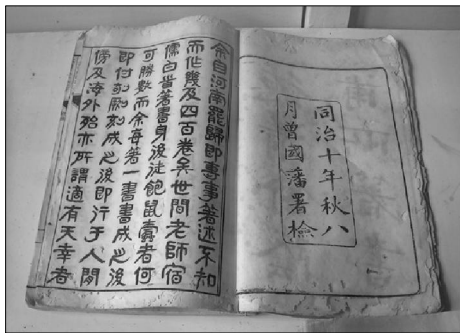 同治十年秋八
月曾國藩署檢
余自河南罷歸即專事著述不知
而作幾及四百卷矣世間老師宿
儒白首著書身後徒飽鼠蠹者何
可勝數而余每著一書書成之後
即付剞劂刻成之後即行于人間
傍及海外殆亦所謂適有天幸者